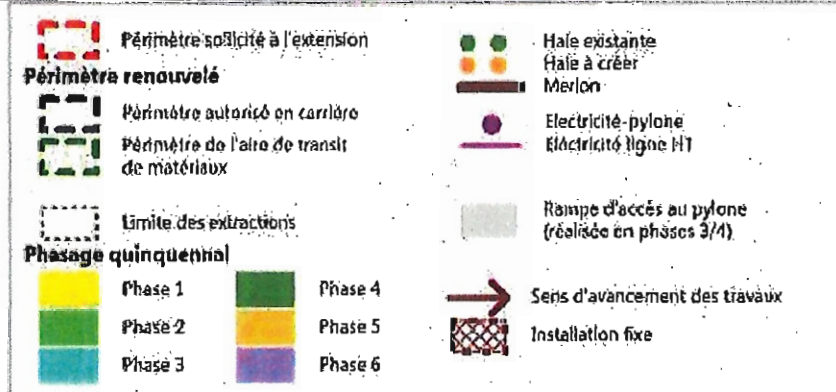 Périmètre sollicité à l'extension
Périmètre renouvelé
Périmètre autorisé en carrière
Périmètre de l'aire de transit
de matériaux
Limite des extractions
Phasage quinquennal
Phase 1
Phase 2
Phase 3
Phase 4
Phase 5
Phase 6
Haie existante
Haie à créer
Merlon
Electricité-pylone
Electricité ligne HT
Rampe d'accès au pylone
(réalisée en phases 3/4)
Sens d'avancement des travaux
Installation fixe